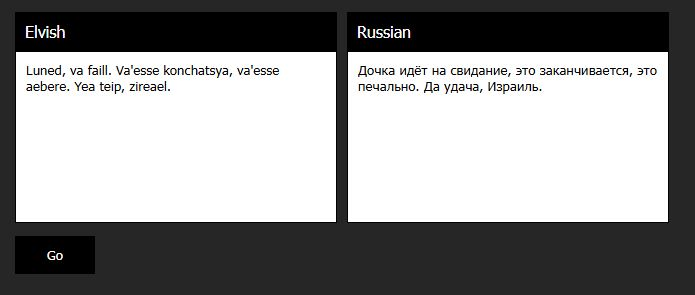 Elvish
Russian
Luned, va faill. Va'esse konchatsya, va'esse
aebere. Yea teip, zireael.
Дочка идёт на свидание, это заканчивается, это
печально. Да удача, Израиль.
Go